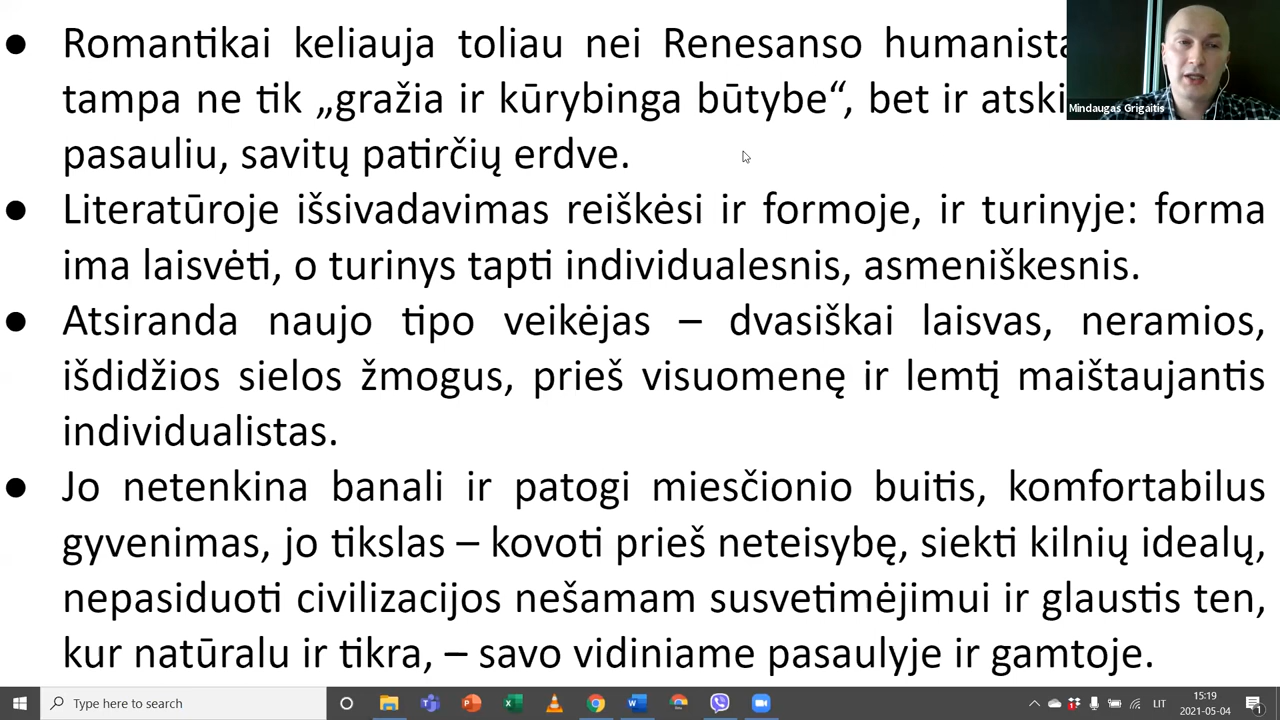 ● Romantikai keliauja toliau nei Renesanso
tampa ne tik „gražia ir kūrybinga būtybe“, bet ir
pasauliu, savitų patirčių erdve.
● Literatūroje išsivadavimas reiškėsi ir formoje, ir turinyje: forma
ima laisvėti, o turinys tapti individualesnis, asmeniškesnis.
● Atsiranda naujo tipo veikėjas – dvasiškai laisvas, neramios,
išdidžios sielos žmogus, prieš visuomenę ir lemtį maištaujantis
individualistas.
● Jo netenkina banali ir patogi miesčionio buitis, komfortabilus
gyvenimas, jo tikslas – kovoti prieš neteisybę, siekti kilnių idealų,
nepasiduoti civilizacijos nešamam susvetimėjimui ir glaustis ten,
kur natūralu ir tikra, – savo vidiniame pasaulyje ir gamtoje.
Mindaugas Grigaitis
Type here to search
LIT
15:19
2021-05-04